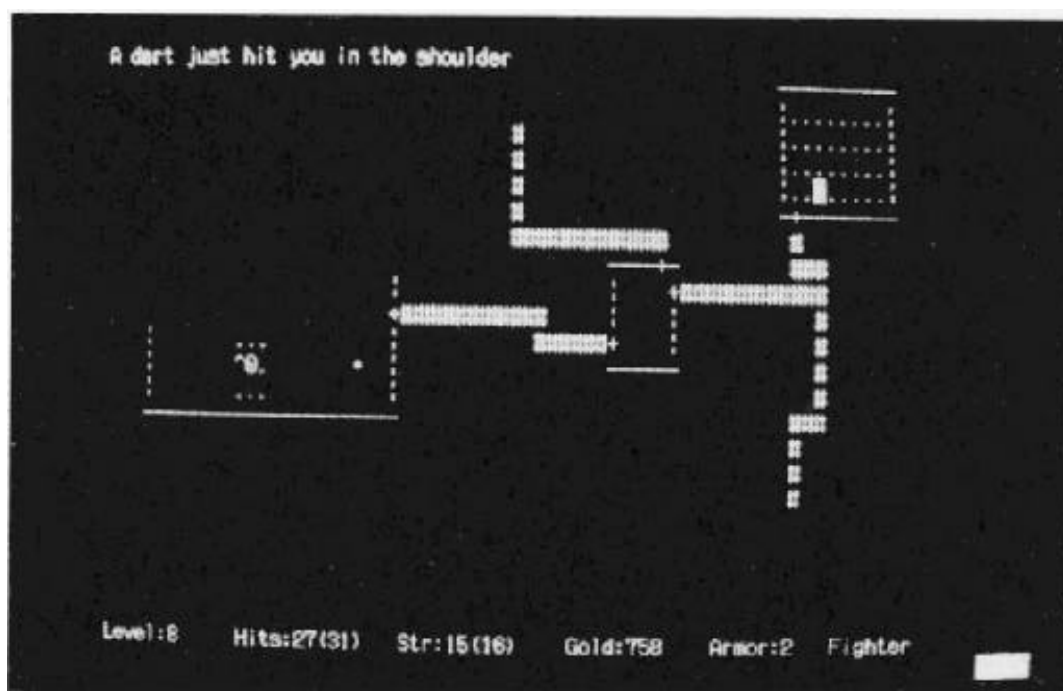 A dart just hit you in the shoulder
Level:8 Hits:27(31) Str:15(16) Gold:758 Armor:2 Fighter